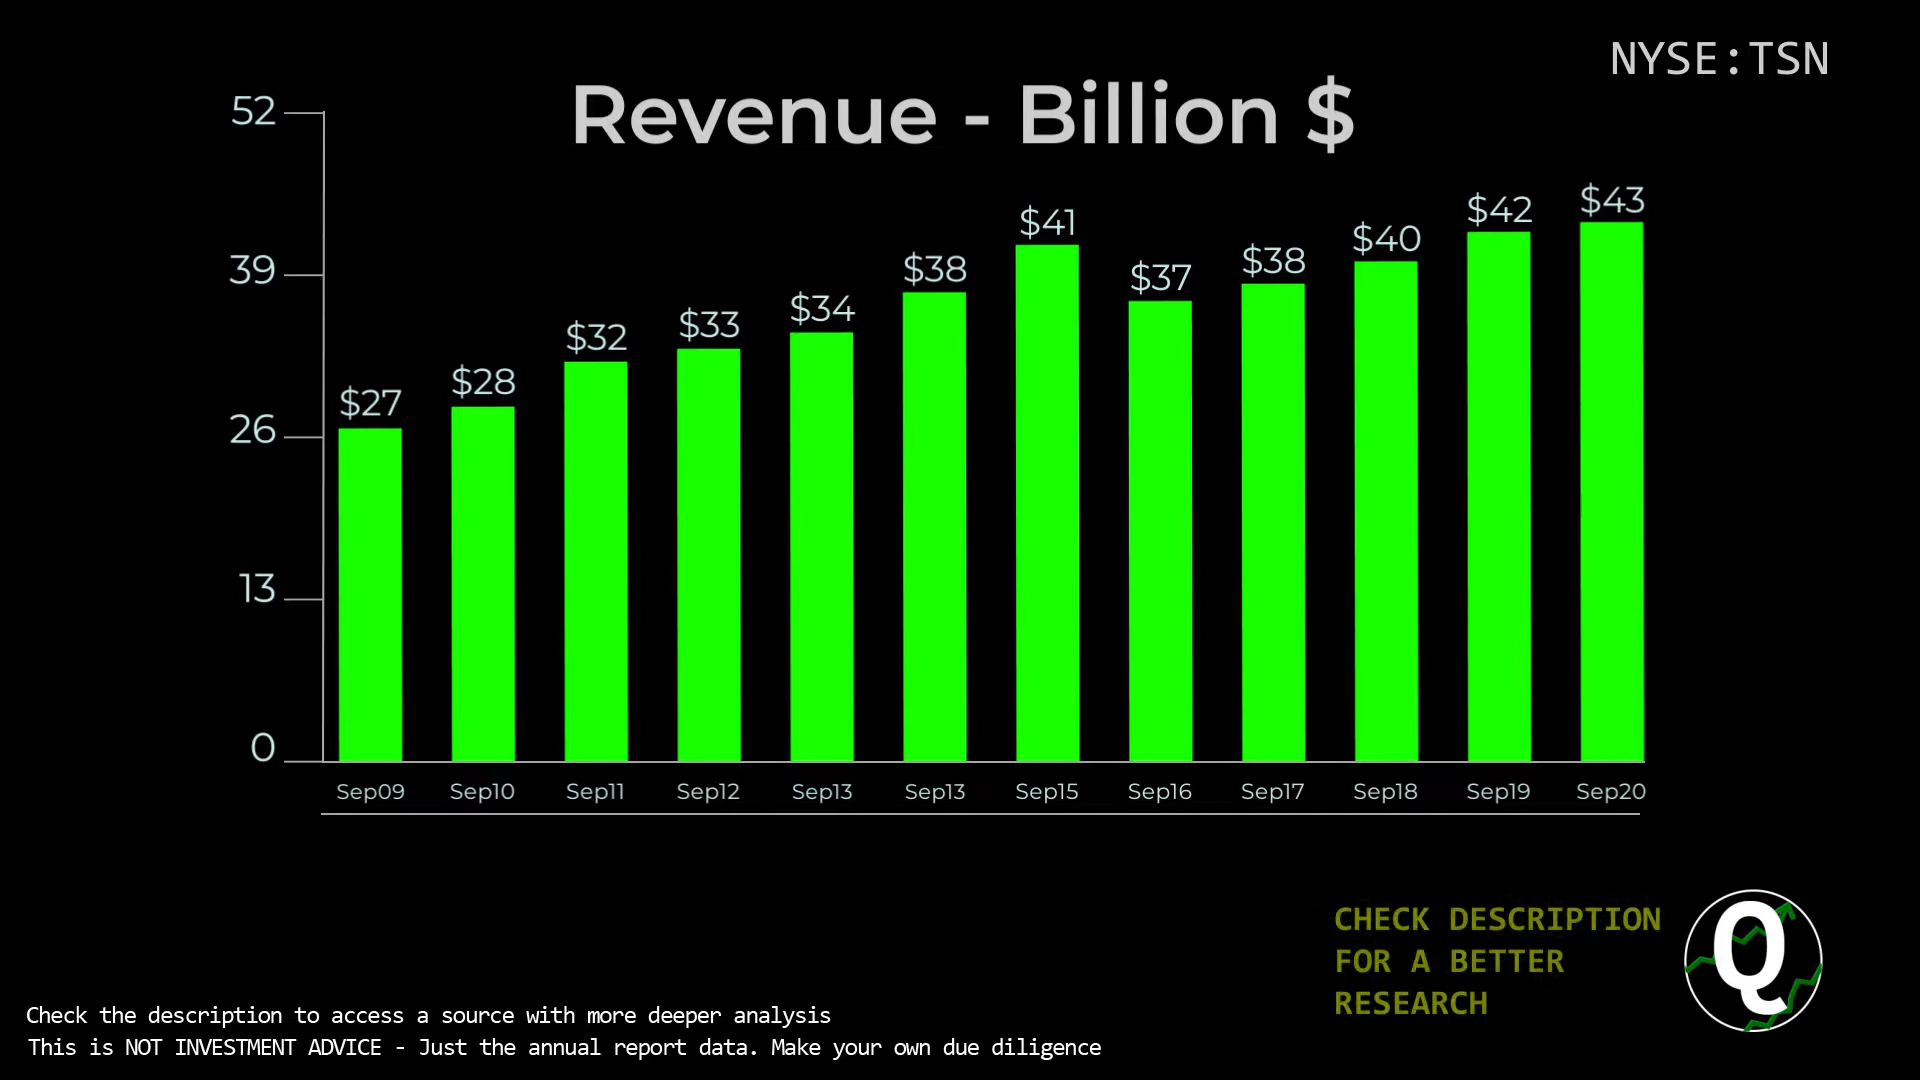 NYSE:TSN
Revenue - Billion $
52
39
26
13
0
$27
$28
$32
$33
$34
$38
$41
$37
$38
$40
$42
$43
Sep09 Sep10 Sep11 Sep12 Sep13 Sep13 Sep15 Sep16 Sep17 Sep18 Sep19 Sep20
CHECK DESCRIPTION
FOR A BETTER
RESEARCH
Q
Check the description to access a source with more deeper analysis
This is NOT INVESTMENT ADVICE - Just the annual report data. Make your own due diligence